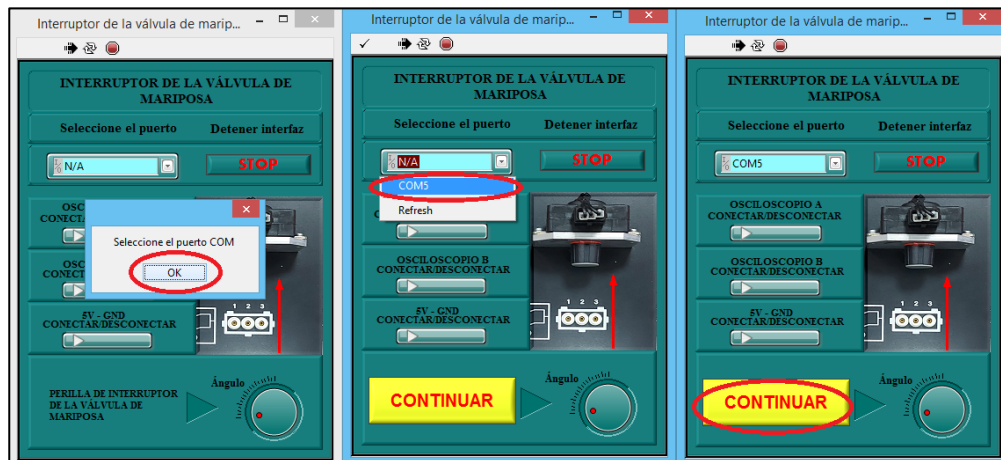 Interruptor de la válvula de marip...
INTERRUPTOR DE LA VÁLVULA DE
MARIPOSA
Seleccione el puerto
Detener interfaz
N/A
STOP
OSC
CONECT
Seleccione el puerto COM
OK
OSC
CONECT
5V - GND
CONECTAR/DESCONECTAR
1 2 3
PERILLA DE INTERRUPTOR
DE LA VÁLVULA DE
MARIPOSA
Ángulo
Interruptor de la válvula de marip...
INTERRUPTOR DE LA VÁLVULA DE
MARIPOSA
Seleccione el puerto
Detener interfaz
N/A
STOP
COM5
Refresh
OSCILOSCOPIO B
CONECTAR/DESCONECTAR
5V - GND
CONECTAR/DESCONECTAR
1 2 3
CONTINUAR
Ángulo
Interruptor de la válvula de marip...
INTERRUPTOR DE LA VÁLVULA DE
MARIPOSA
Seleccione el puerto
Detener interfaz
COM5
STOP
OSCILOSCOPIO A
CONECTAR/DESCONECTAR
OSCILOSCOPIO B
CONECTAR/DESCONECTAR
5V - GND
CONECTAR/DESCONECTAR
1 2 3
CONTINUAR
Ángulo